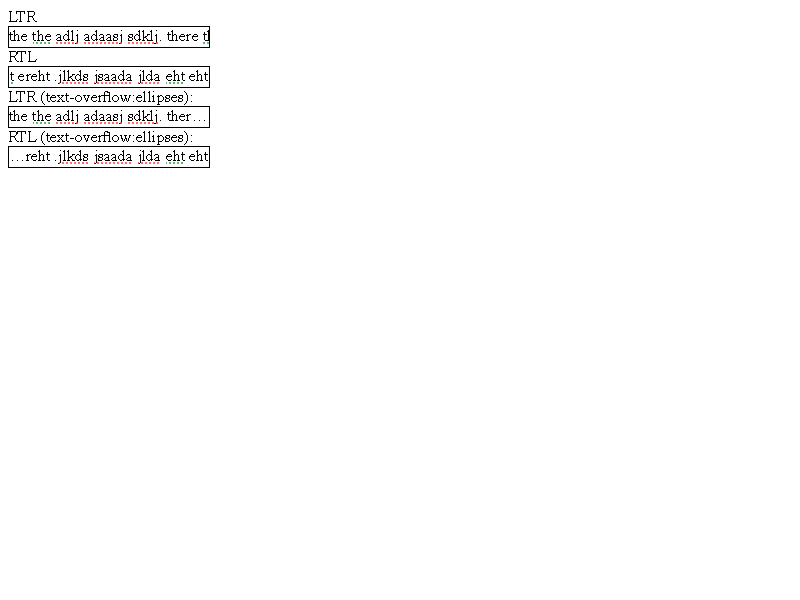 LTR
the the adlj adaasj sdklj. there
RTL
t ereht .jlkds jsaada jlda eht eht
LTR (text-overflow:ellipses):
the the adlj adaasj sdklj. ther…
RTL (text-overflow:ellipses):
…reht .jlkds jsaada jlda eht eht